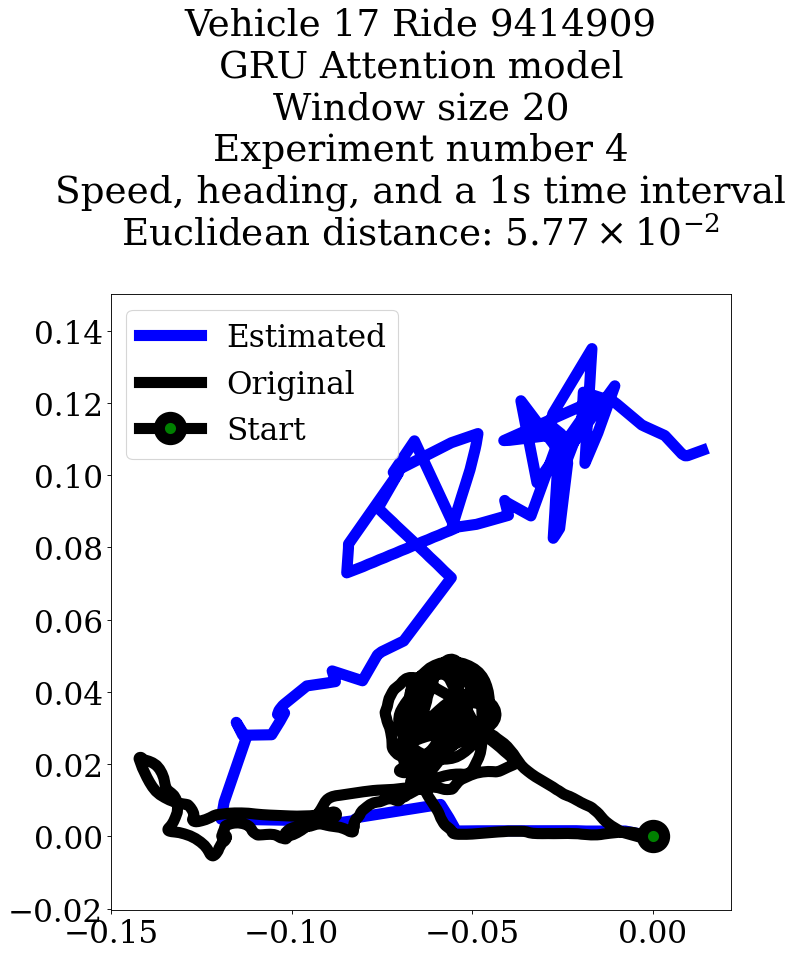 Vehicle 17 Ride 9414909
GRU Attention model
Window size 20
Experiment number 4
Speed, heading, and a 1s time interval
Euclidean distance: 5.77 × 10⁻²
Estimated
Original
Start
0.14
0.12
0.10
0.08
0.06
0.04
0.02
0.00
−0.02
−0.15 −0.10 −0.05 0.00